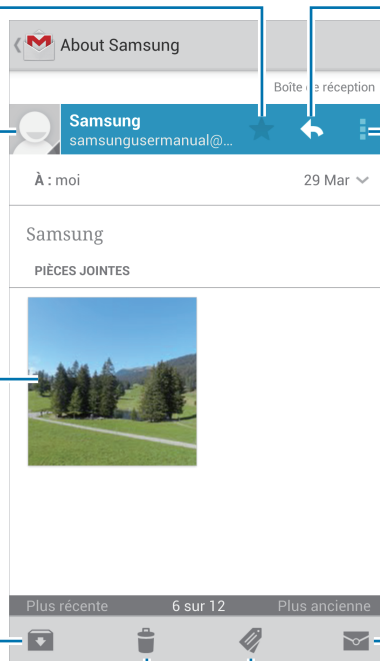 About Samsung
Boîte de réception
Samsung
samsungusermanual@...
À : moi
29 Mar
Samsung
PIÈCES JOINTES
Plus récente
6 sur 12
Plus ancienne